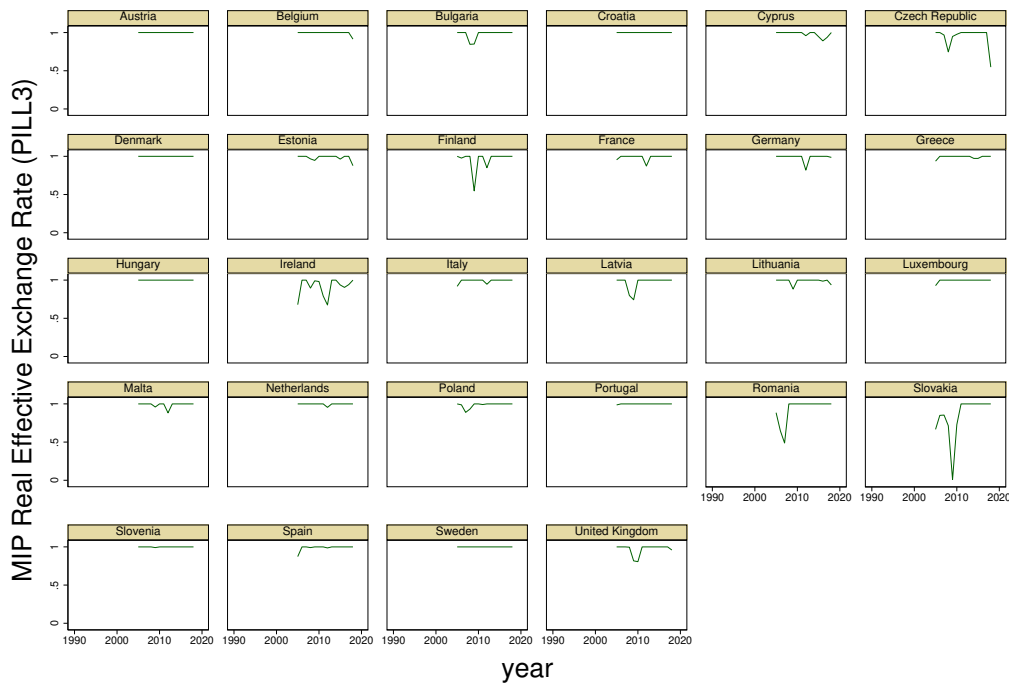 MIP Real Effective Exchange Rate (PILL3)
Austria Belgium Bulgaria Croatia Cyprus Czech Republic
1
.5
0
Denmark Estonia Finland France Germany Greece
1
.5
0
Hungary Ireland Italy Latvia Lithuania Luxembourg
1
.5
0
Malta Netherlands Poland Portugal Romania Slovakia
1
.5
0
1990 2000 2010 2020 1990 2000 2010 2020
Slovenia Spain Sweden United Kingdom
1
.5
0
1990 2000 2010 2020 1990 2000 2010 2020 1990 2000 2010 2020 1990 2000 2010 2020
year